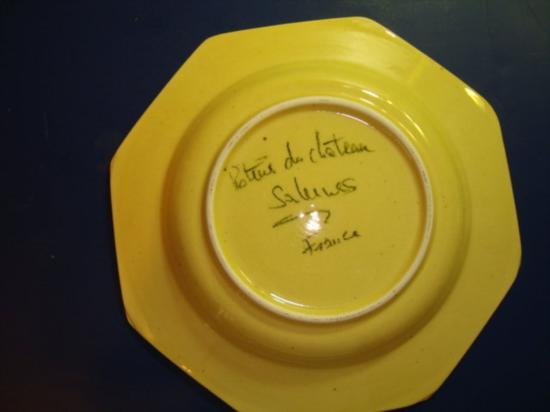 Poterie du château
Salernes
France